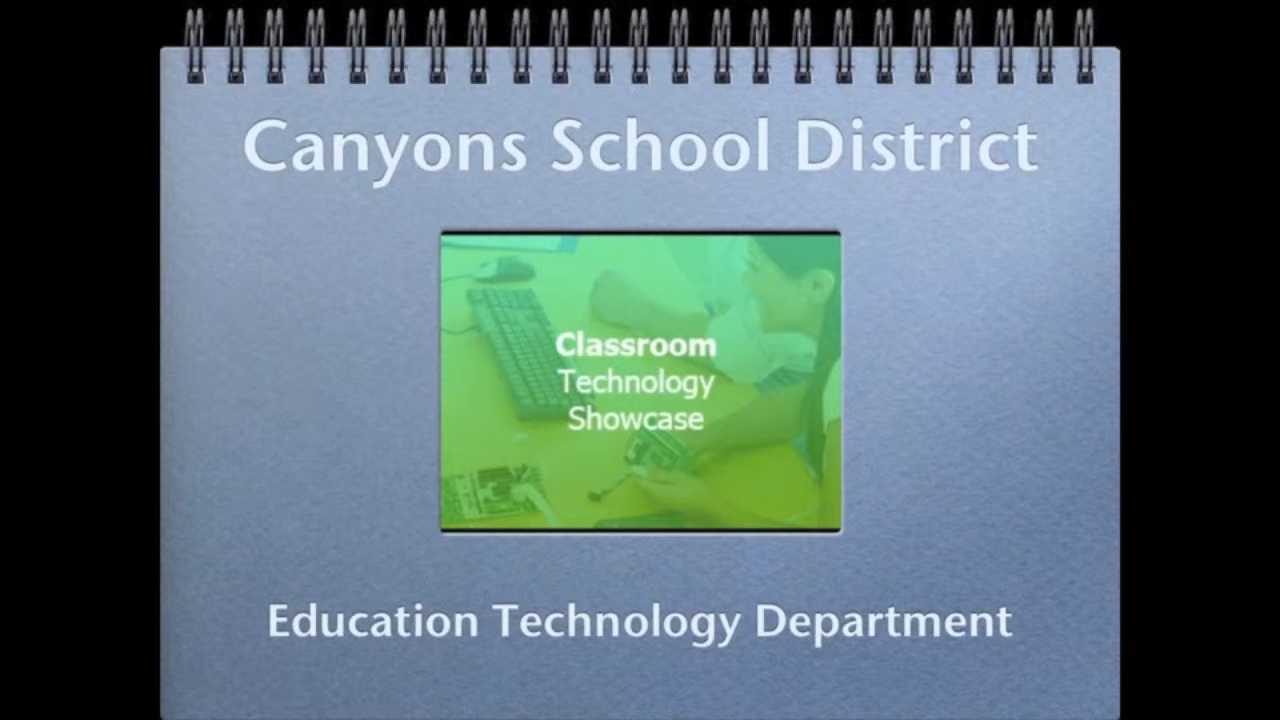 Canyons School District
Classroom
Technology
Showcase
Education Technology Department